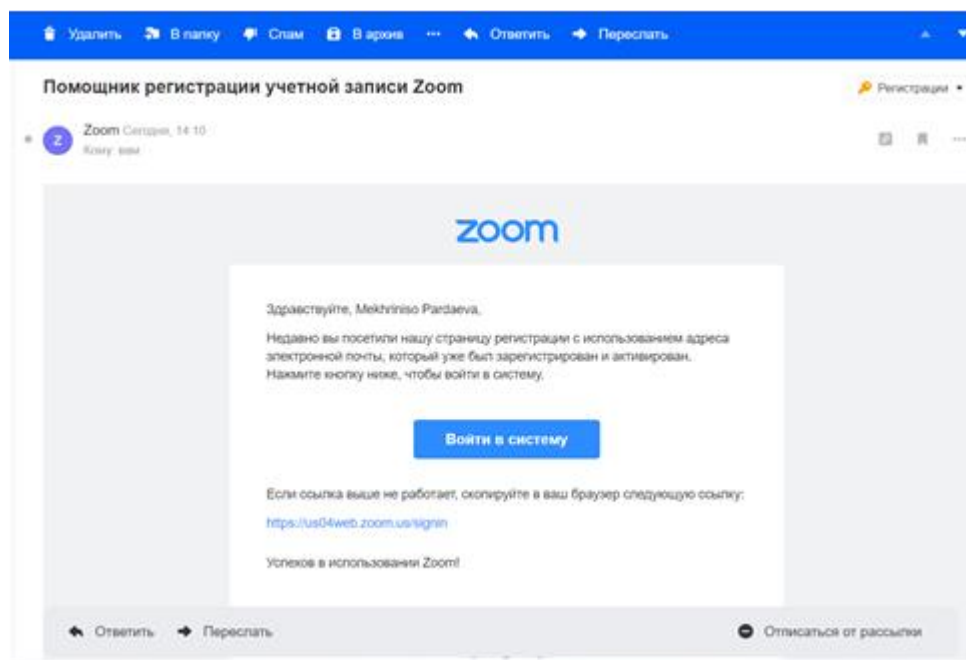 Удалить В папку Спам В архив ... Ответить Переслать
Помощник регистрации учетной записи Zoom
Регистрации
Z
Zoom Сегодня, 14:10
Кому: вам
zoom
Здравствуйте, Mekhriniso Pardaeva,
Недавно вы посетили нашу страницу регистрации с использованием адреса
электронной почты, который уже был зарегистрирован и активирован.
Нажмите кнопку ниже, чтобы войти в систему.
Войти в систему
Если ссылка выше не работает, скопируйте в ваш браузер следующую ссылку:
https://us04web.zoom.us/signin
Успехов в использовании Zoom!
Ответить Переслать Отписаться от рассылки